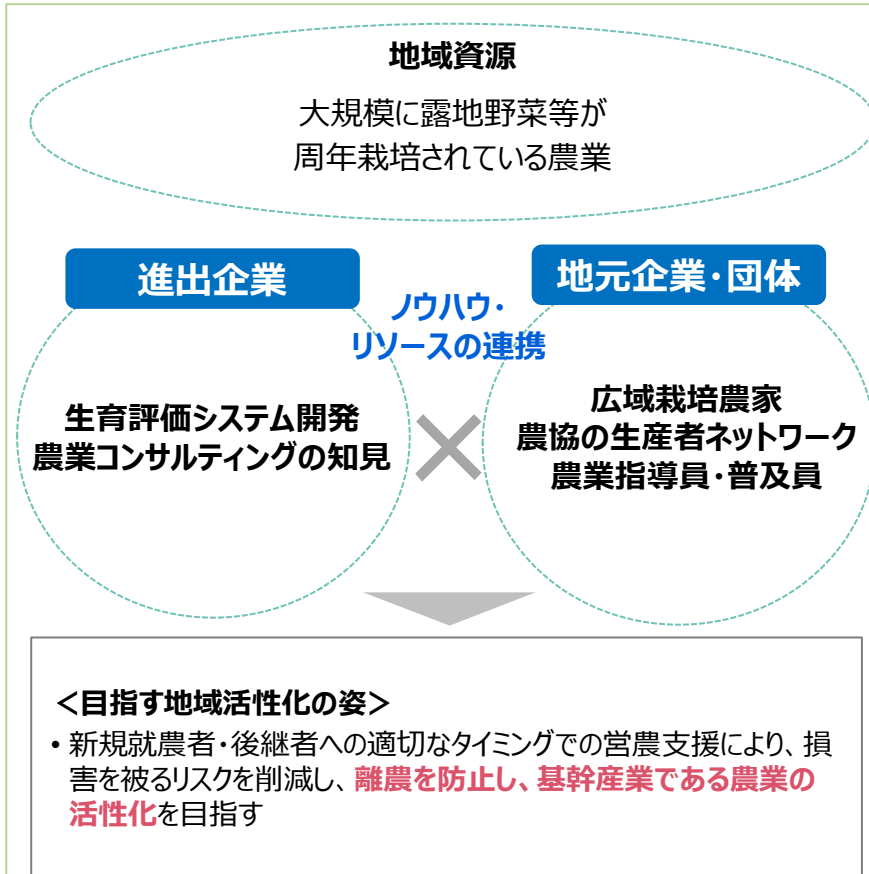 地域資源
大規模に露地野菜等が
周年栽培されている農業
進出企業
地元企業・団体
ノウハウ・
リソースの連携
生育評価システム開発
農業コンサルティングの知見
広域栽培農家
農協の生産者ネットワーク
農業指導員・普及員
＜目指す地域活性化の姿＞
• 新規就農者・後継者への適切なタイミングでの営農支援により、損
害を被るリスクを削減し、離農を防止し、基幹産業である農業の
活性化を目指す